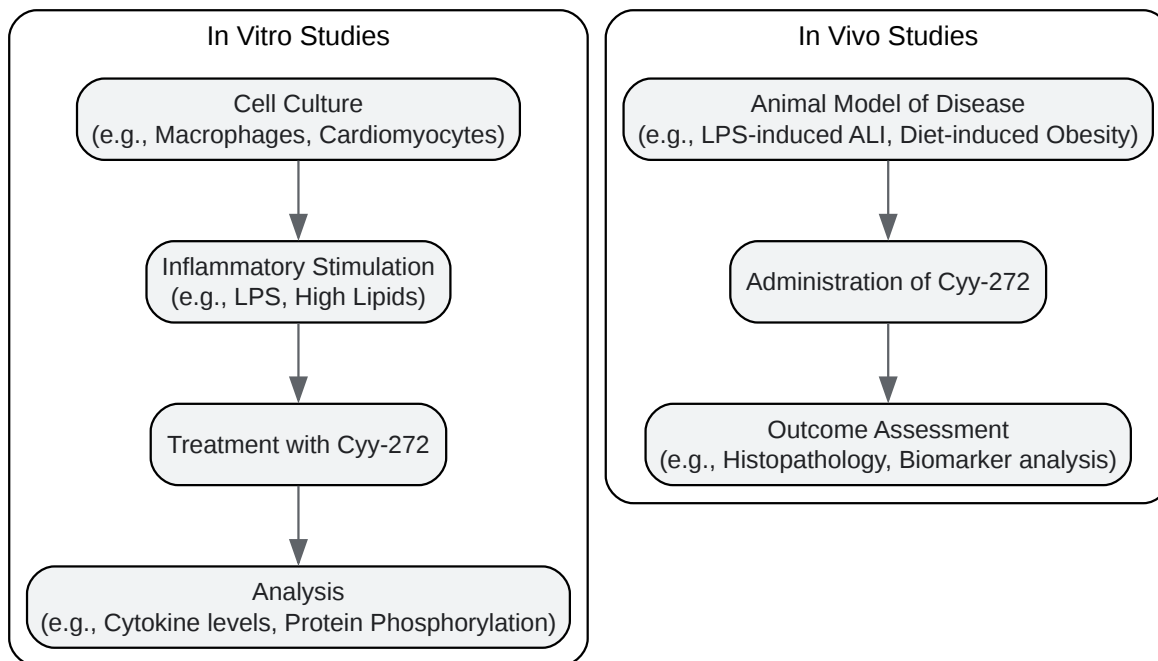 In Vitro Studies
Cell Culture
(e.g., Macrophages, Cardiomyocytes)
Inflammatory Stimulation
(e.g., LPS, High Lipids)
Treatment with Cyy-272
Analysis
(e.g., Cytokine levels, Protein Phosphorylation)
In Vivo Studies
Animal Model of Disease
(e.g., LPS-induced ALI, Diet-induced Obesity)
Administration of Cyy-272
Outcome Assessment
(e.g., Histopathology, Biomarker analysis)